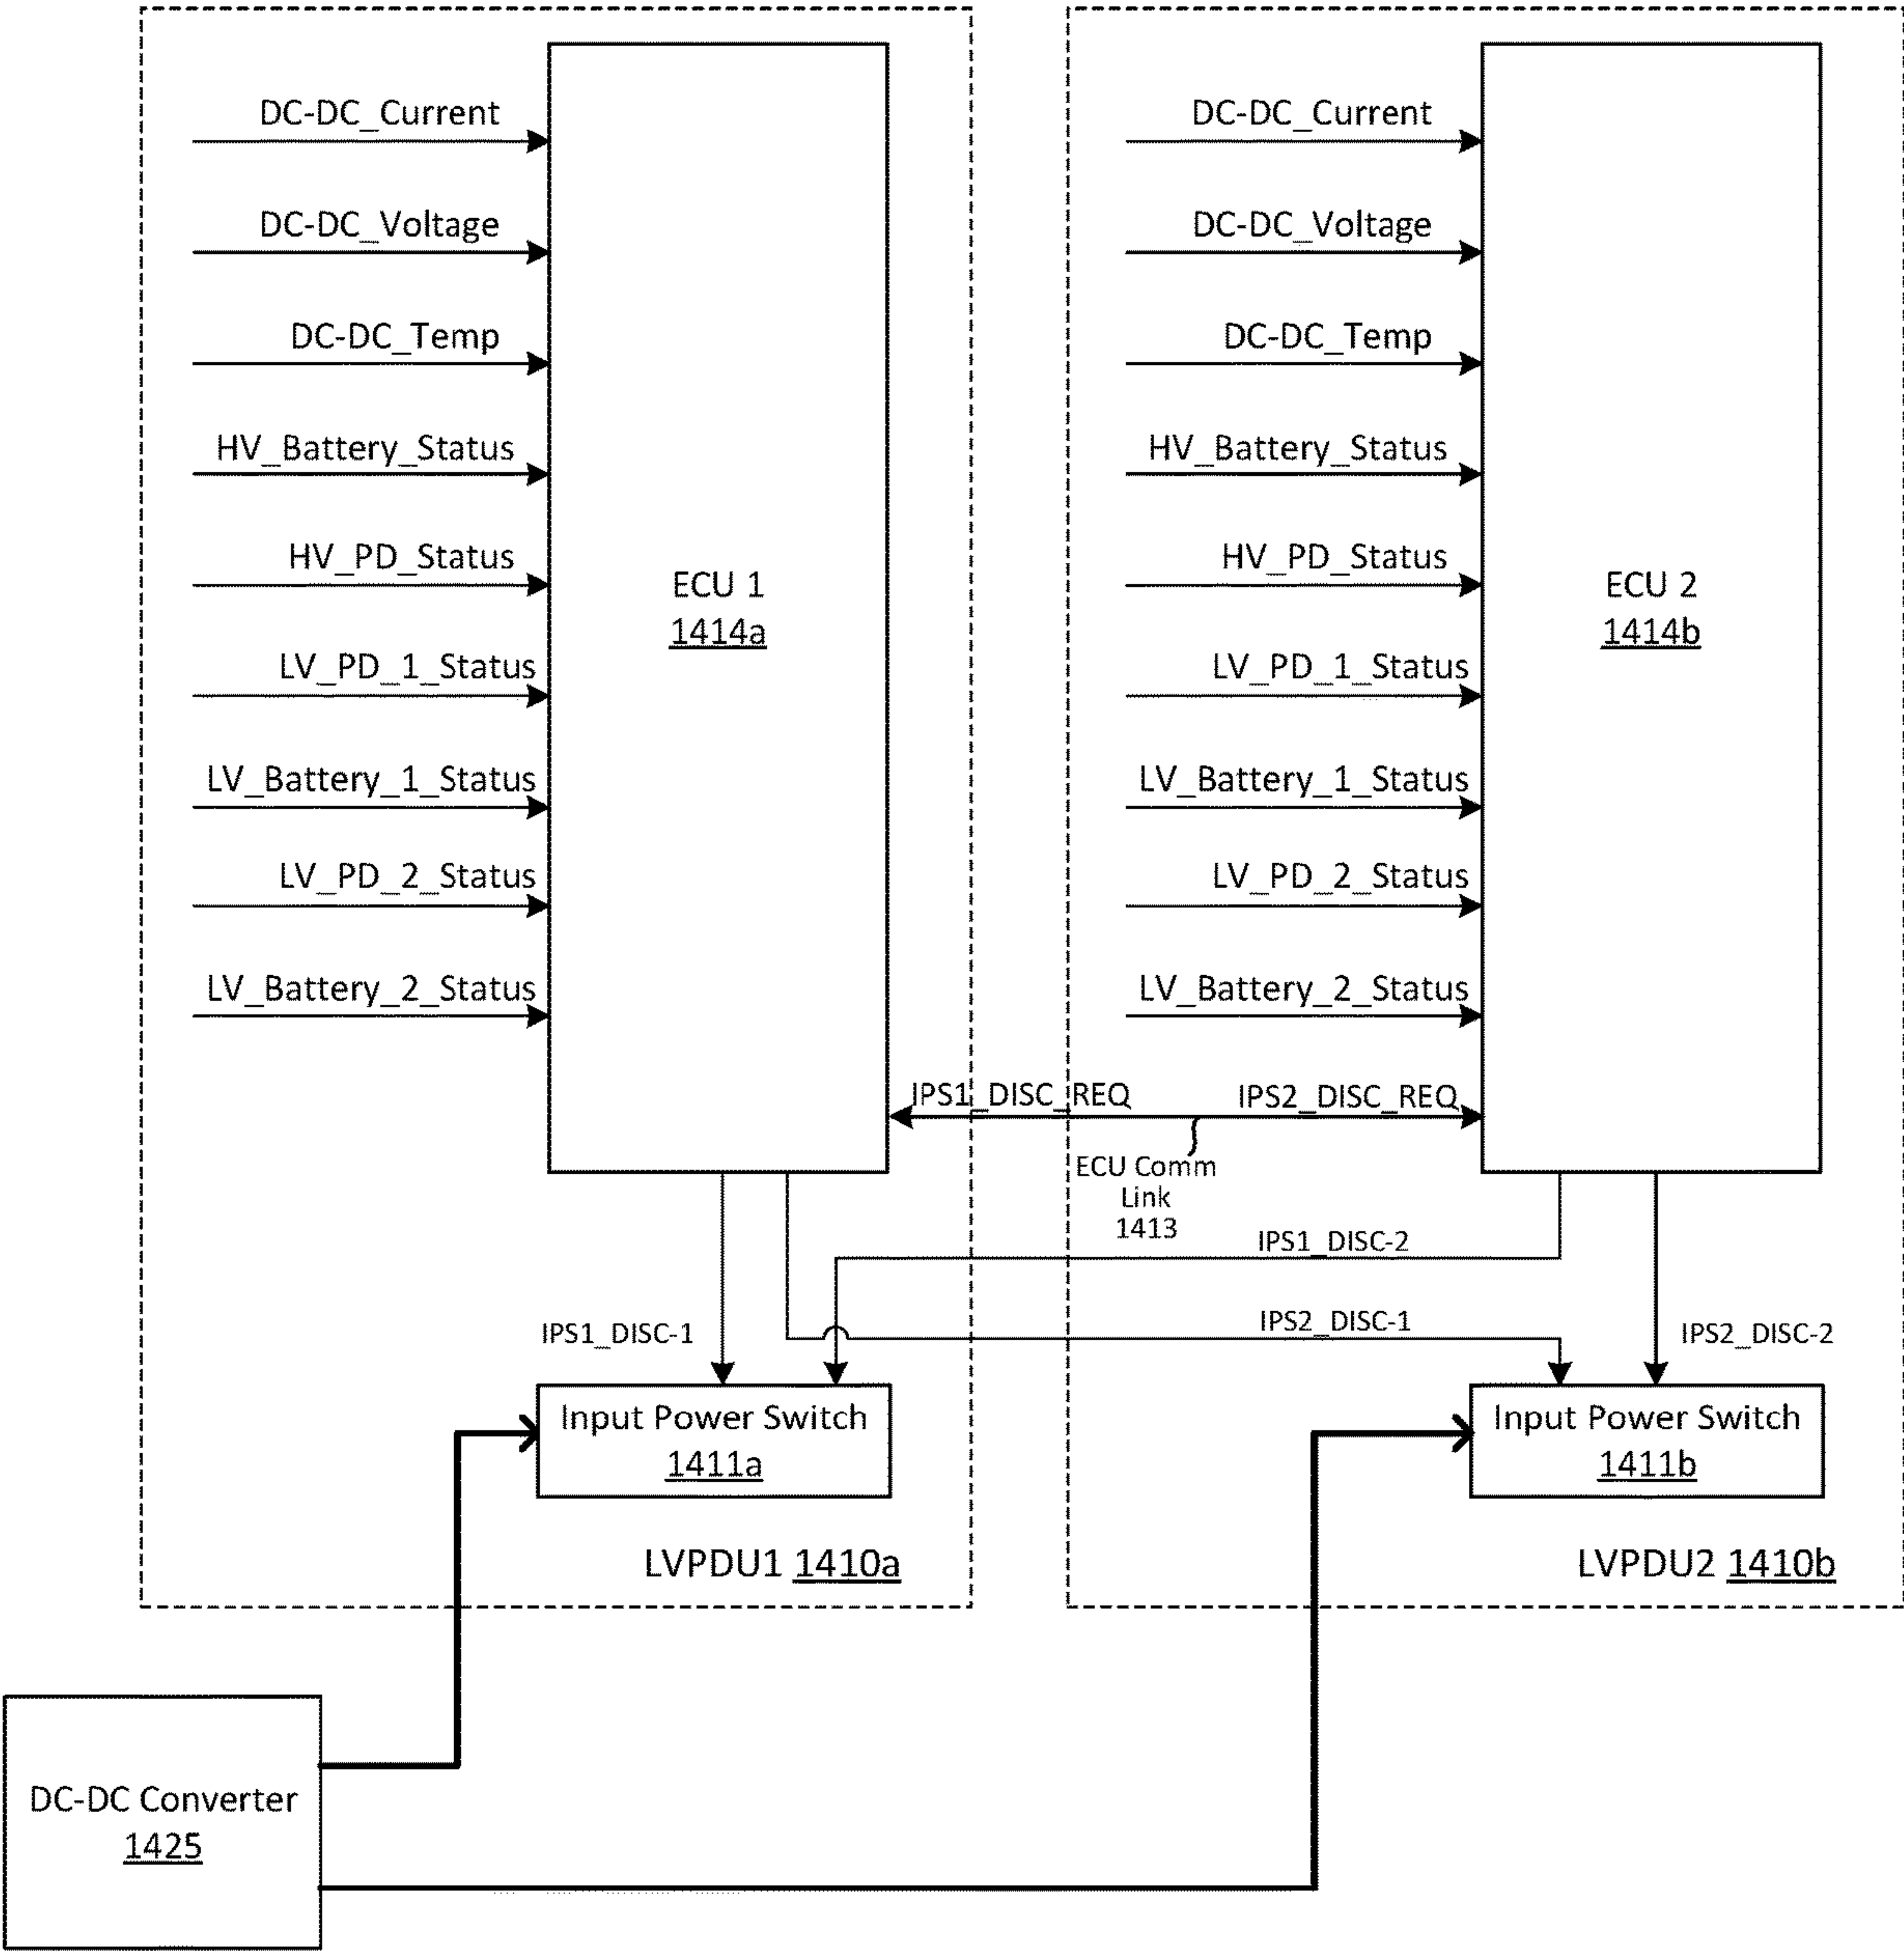 DC-DC_Current
DC-DC_Voltage
DC-DC_Temp
HV_Battery_Status
HV_PD_Status
LV_PD_1_Status
LV_Battery_1_Status
LV_PD_2_Status
LV_Battery_2_Status
ECU 1
1414a
DC-DC_Current
DC-DC_Voltage
DC-DC_Temp
HV_Battery_Status
HV_PD_Status
LV_PD_1_Status
LV_Battery_1_Status
LV_PD_2_Status
LV_Battery_2_Status
ECU 2
1414b
IPS1_DISC_REQ
IPS2_DISC_REQ
ECU Comm
Link
1413
IPS1_DISC-2
IPS2_DISC-1
IPS1_DISC-1
IPS2_DISC-2
Input Power Switch
1411a
Input Power Switch
1411b
LVPDU1 1410a
LVPDU2 1410b
DC-DC Converter
1425